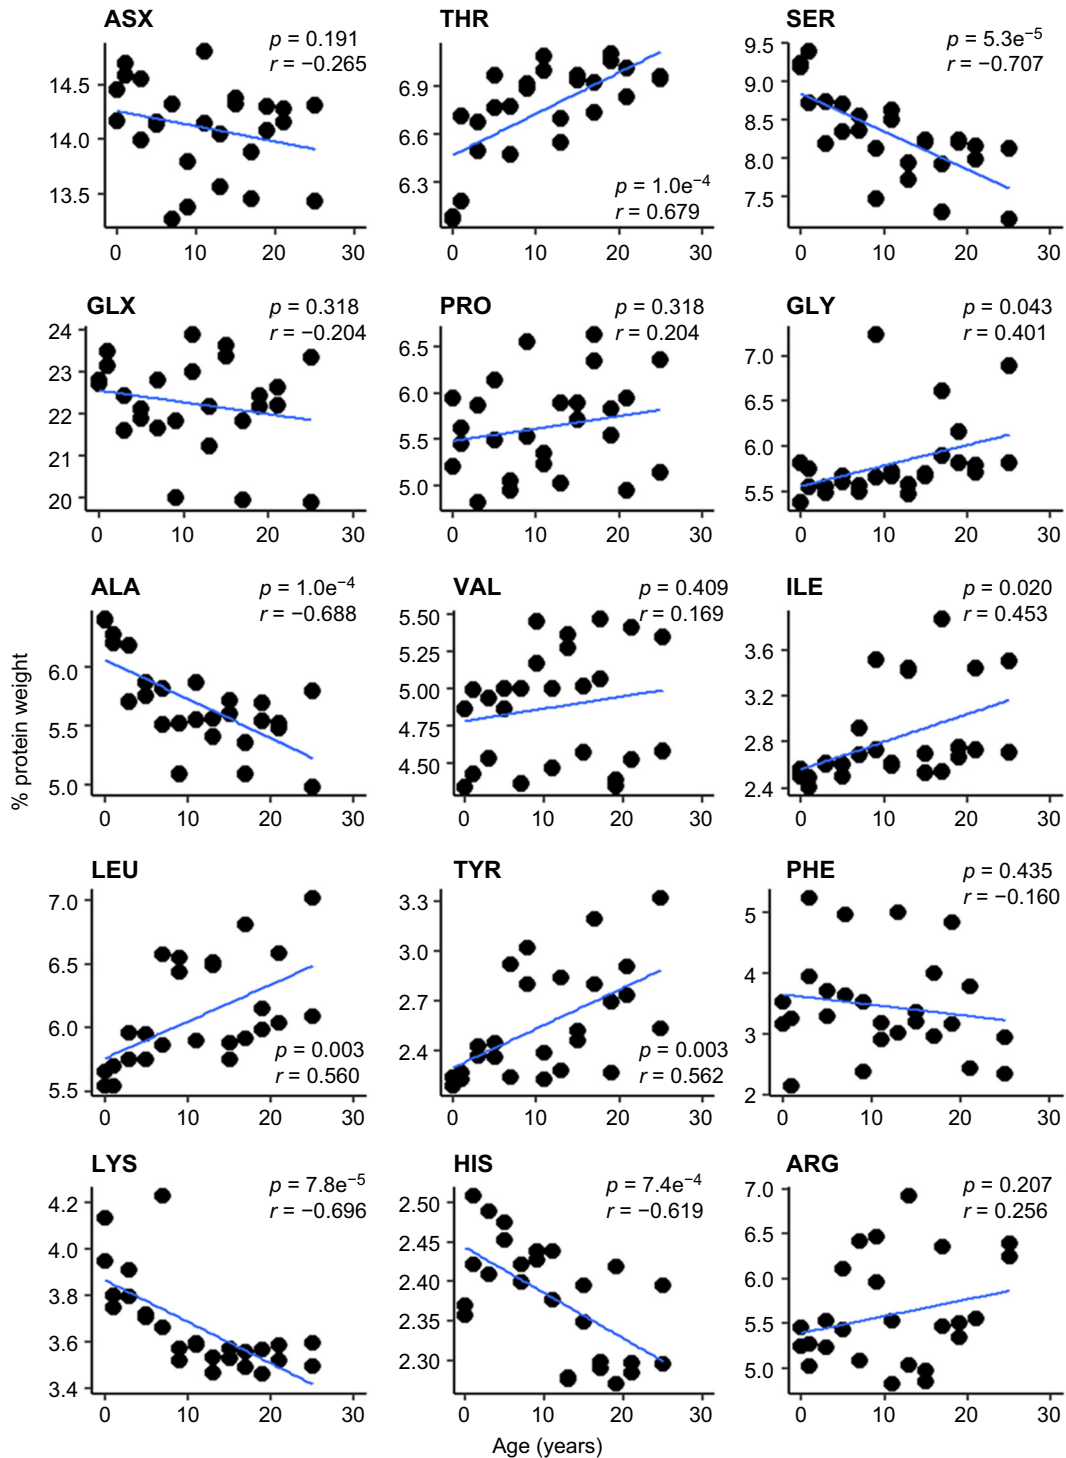 ASX
p = 0.191
r = −0.265
14.5
14.0
13.5
0 10 20 30
THR
6.9
6.6
6.3
p = 1.0e−4
r = 0.679
0 10 20 30
SER
p = 5.3e−5
r = −0.707
9.5
9.0
8.5
8.0
7.5
0 10 20 30
GLX
p = 0.318
r = −0.204
24
23
22
21
20
0 10 20 30
PRO
p = 0.318
r = 0.204
6.5
6.0
5.5
5.0
0 10 20 30
GLY
p = 0.043
r = 0.401
7.0
6.5
6.0
5.5
0 10 20 30
% protein weight
ALA
p = 1.0e−4
r = −0.688
6.0
5.5
5.0
0 10 20 30
VAL
p = 0.409
r = 0.169
5.50
5.25
5.00
4.75
4.50
0 10 20 30
ILE
p = 0.020
r = 0.453
3.6
3.2
2.8
2.4
0 10 20 30
LEU
7.0
6.5
6.0
5.5
p = 0.003
r = 0.560
0 10 20 30
TYR
3.3
3.0
2.7
2.4
p = 0.003
r = 0.562
0 10 20 30
PHE
p = 0.435
r = −0.160
5
4
3
2
0 10 20 30
LYS
p = 7.8e−5
r = −0.696
4.2
4.0
3.8
3.6
3.4
0 10 20 30
HIS
p = 7.4e−4
r = −0.619
2.50
2.45
2.40
2.35
2.30
0 10 20 30
ARG
p = 0.207
r = 0.256
7.0
6.5
6.0
5.5
5.0
0 10 20 30
Age (years)